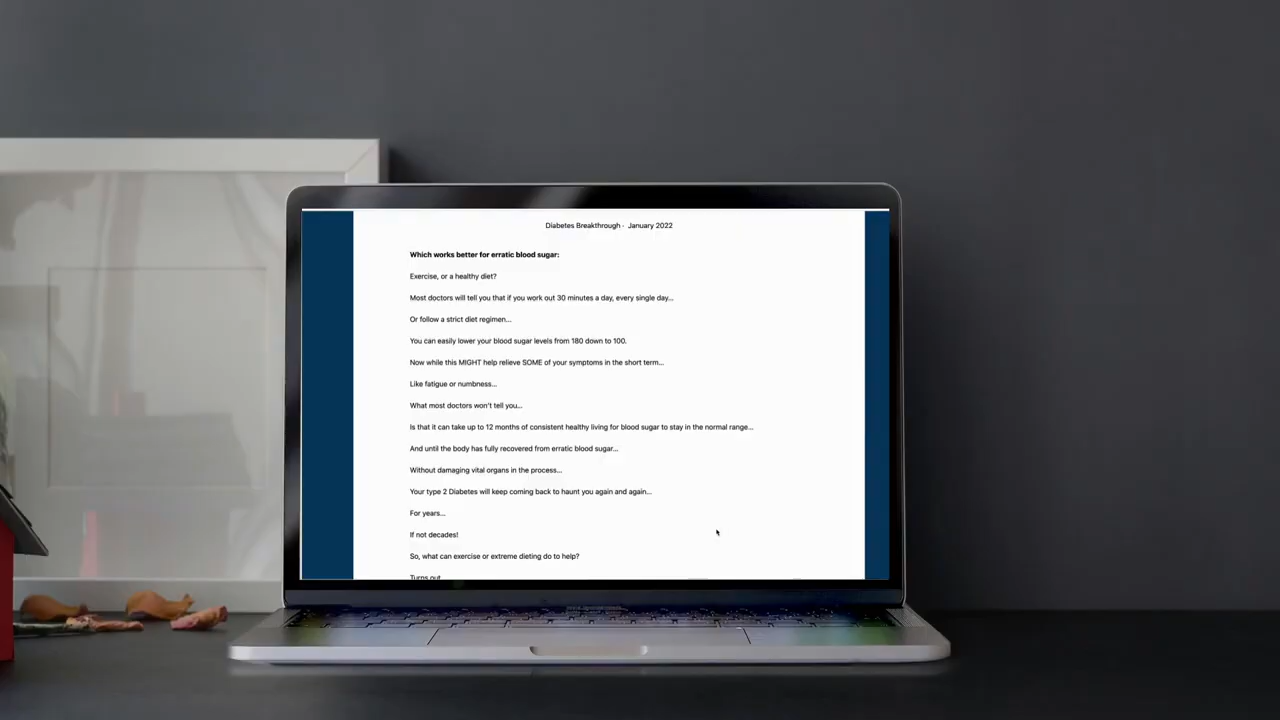 Diabetes Breakthrough - January 2022
Which works better for erratic blood sugar:
Exercise, or a healthy diet?
Most doctors will tell you that if you work out 30 minutes a day, every single day...
Or follow a strict diet regimen...
You can easily lower your blood sugar levels from 180 down to 100.
Now while this MIGHT help relieve SOME of your symptoms in the short term...
Like fatigue or numbness...
What most doctors won't tell you...
Is that it can take up to 12 months of consistent healthy living for blood sugar to stay in the normal range...
And until the body has fully recovered from erratic blood sugar...
Without damaging vital organs in the process...
Your type 2 Diabetes will keep coming back to haunt you again and again...
For years...
If not decades!
So, what can exercise or extreme dieting do to help?
Turns out